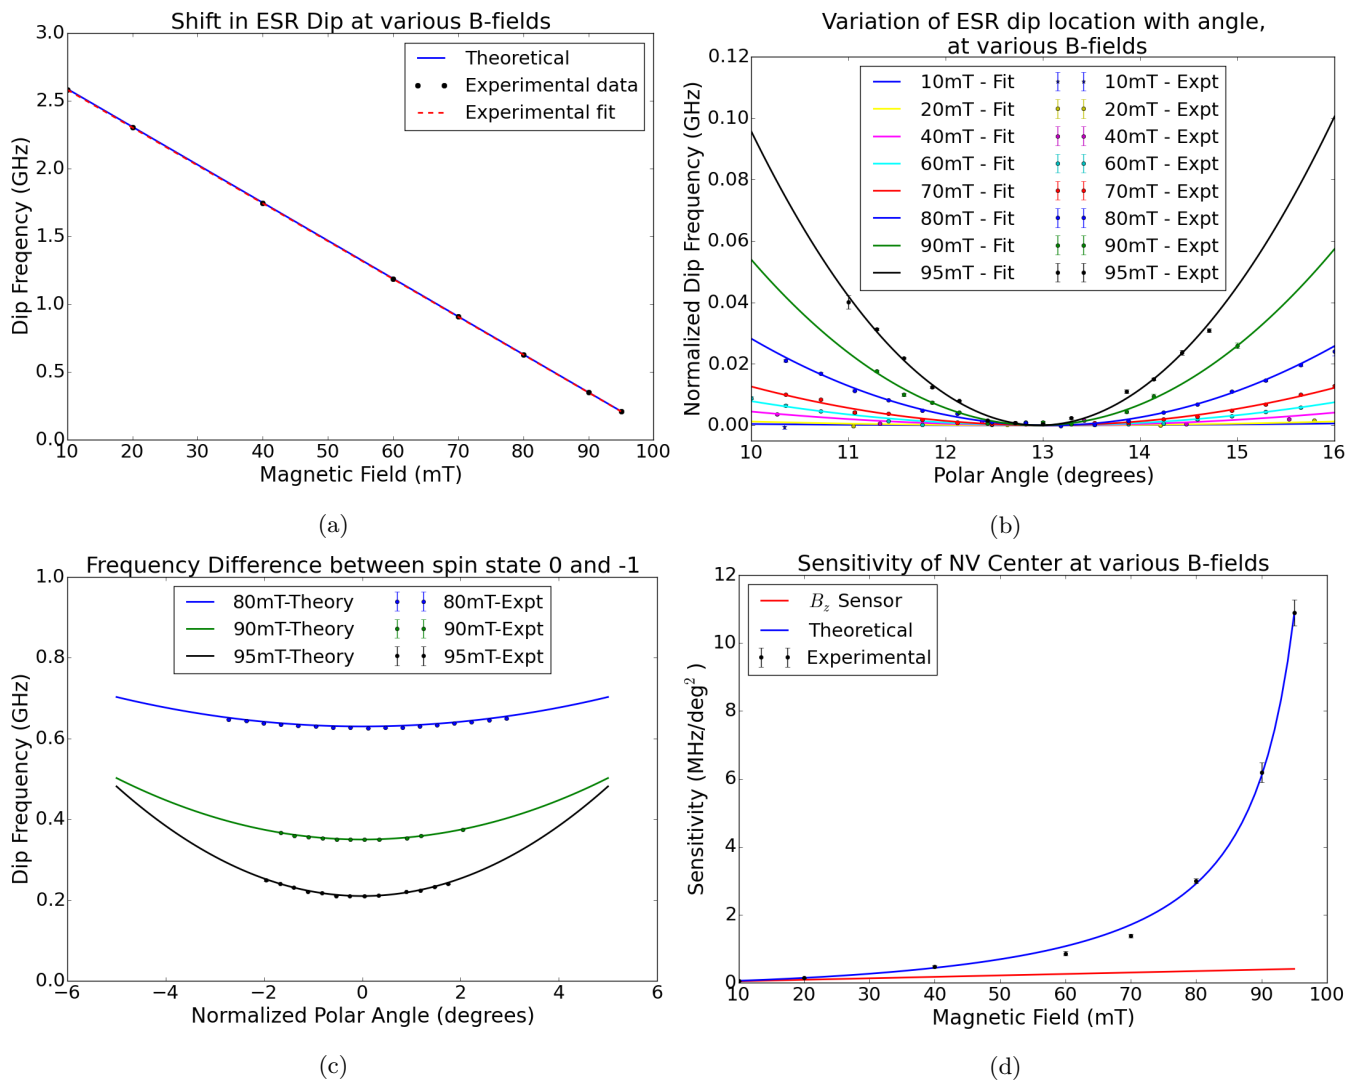 Shift in ESR Dip at various B-fields
3.0
2.5
2.0
1.5
1.0
0.5
0.0
Dip Freqency (GHz)
Theoretical
Experimental data
Experimental fit
10 20 30 40 50 60 70 80 90 100
Magnetic Field (mT)
(a)
Variation of ESR dip location with angle,
at various B-fields
0.12
0.10
0.08
0.06
0.04
0.02
0.00
Normalized Dip Frequency (GHz)
10mT - Fit 10mT - Expt
20mT - Fit 20mT - Expt
40mT - Fit 40mT - Expt
60mT - Fit 60mT - Expt
70mT - Fit 70mT - Expt
80mT - Fit 80mT - Expt
90mT - Fit 90mT - Expt
95mT - Fit 95mT - Expt
10 11 12 13 14 15 16
Polar Angle (degrees)
(b)
Frequency Difference between spin state 0 and -1
1.0
0.8
0.6
0.4
0.2
0.0
Dip Frequency (GHz)
80mT-Theory 80mT-Expt
90mT-Theory 90mT-Expt
95mT-Theory 95mT-Expt
−6 −4 −2 0 2 4 6
Normalized Polar Angle (degrees)
(c)
Sensitivity of NV Center at various B-fields
12
10
8
6
4
2
0
Sensitivity (MHz/deg² )
B_z Sensor
Theoretical
Experimental
10 20 30 40 50 60 70 80 90 100
Magnetic Field (mT)
(d)